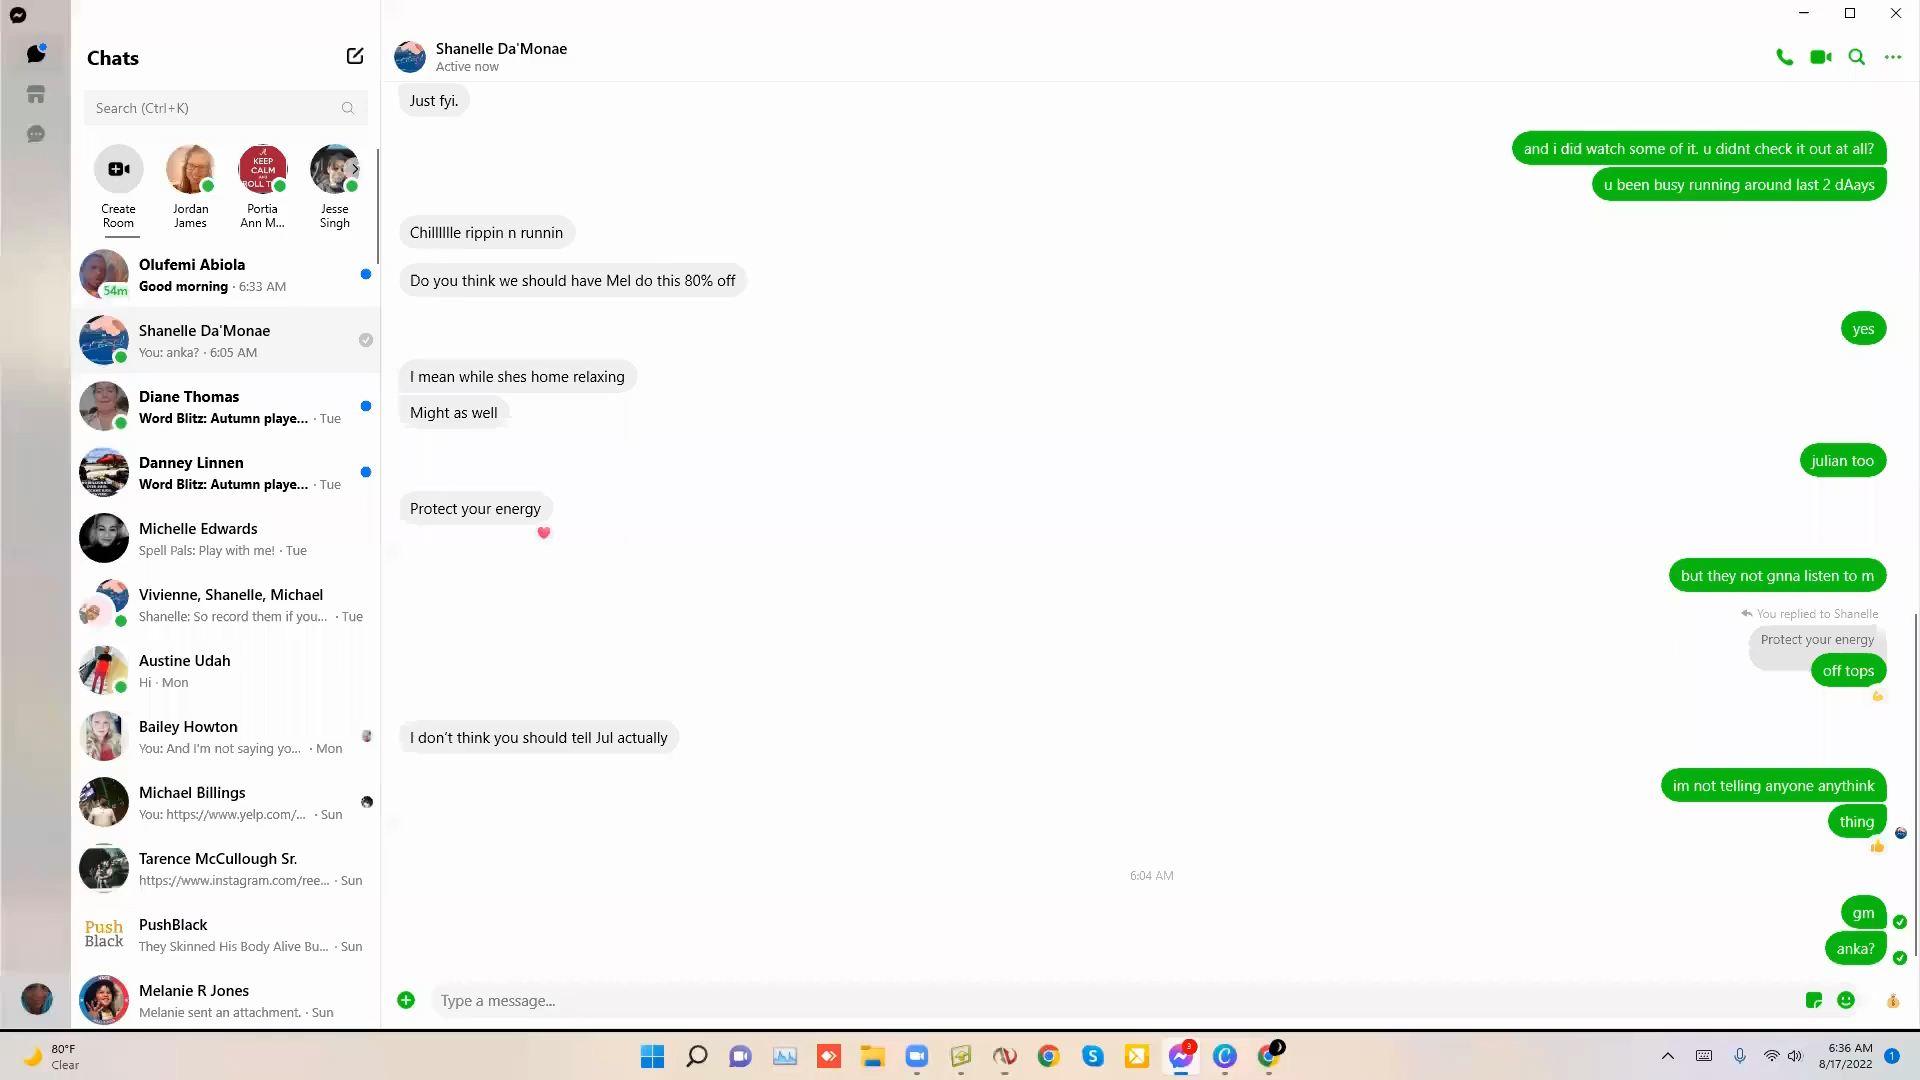 Chats
Search (Ctrl+K)
Create
Room
Jordan
James
KEEP
CALM
AND
ROLL T
Portia
Ann M...
Jesse
Singh
Olufemi Abiola
Good morning · 6:33 AM
54m
Shanelle Da'Monae
You: anka? · 6:05 AM
Diane Thomas
Word Blitz: Autumn playe... · Tue
Danney Linnen
Word Blitz: Autumn playe... · Tue
Michelle Edwards
Spell Pals: Play with me! · Tue
Vivienne, Shanelle, Michael
Shanelle: So record them if you... · Tue
Austine Udah
Hi · Mon
Bailey Howton
You: And I'm not saying yo... · Mon
Michael Billings
You: https://www.yelp.com/... · Sun
Tarence McCullough Sr.
https://www.instagram.com/ree... · Sun
Push
Black
PushBlack
They Skinned His Body Alive Bu... · Sun
Melanie R Jones
Melanie sent an attachment. · Sun
Shanelle Da'Monae
Active now
Just fyi.
and i did watch some of it. u didnt check it out at all?
u been busy running around last 2 dAays
Chilllllle rippin n runnin
Do you think we should have Mel do this 80% off
yes
I mean while shes home relaxing
Might as well
julian too
Protect your energy
but they not gnna listen to m
You replied to Shanelle
Protect your energy
off tops
I don't think you should tell Jul actually
im not telling anyone anythink
thing
6:04 AM
gm
anka?
Type a message...
80°F
Clear
3
6:36 AM
8/17/2022
1